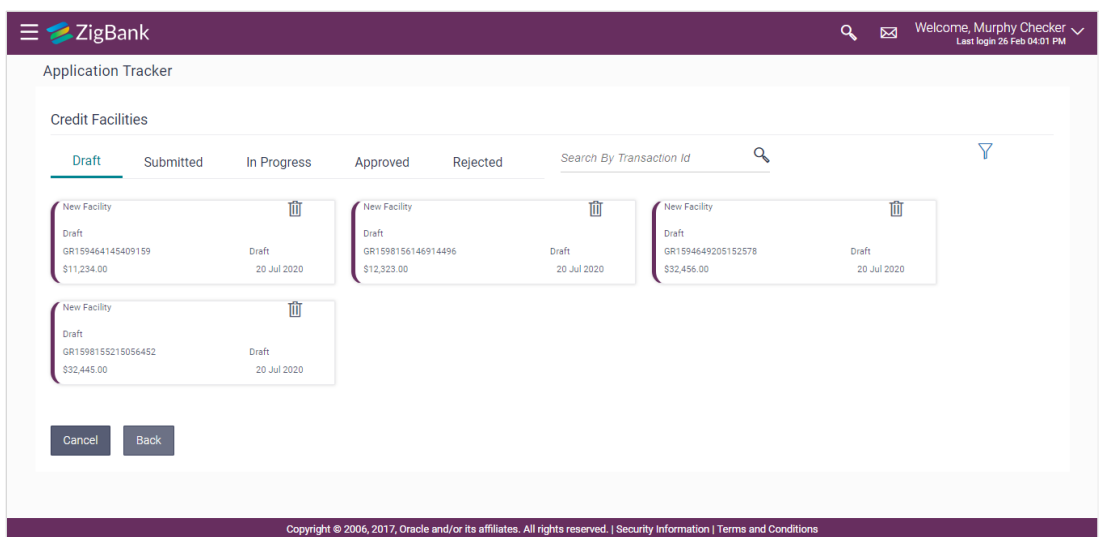 ZigBank
Welcome, Murphy Checker
Last login 26 Feb 04:01 PM
Application Tracker
Credit Facilities
Draft Submitted In Progress Approved Rejected Search By Transaction Id
New Facility
Draft
GR159464145409159 Draft
$11,234.00 20 Jul 2020
New Facility
Draft
GR1598156146914496 Draft
$12,323.00 20 Jul 2020
New Facility
Draft
GR1594649205152578 Draft
$32,456.00 20 Jul 2020
New Facility
Draft
GR1598155215056452 Draft
$32,445.00 20 Jul 2020
Cancel Back
Copyright © 2006, 2017, Oracle and/or its affiliates. All rights reserved. | Security Information | Terms and Conditions